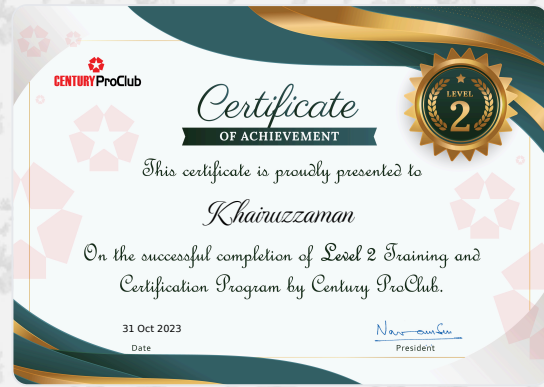 CENTURY ProClub
Certificate
OF ACHIEVEMENT
LEVEL
2
This certificate is proudly presented to
Khairuzzaman
On the successful completion of Level 2 Training and
Certification Program by Century ProClub.
31 Oct 2023
Date
President